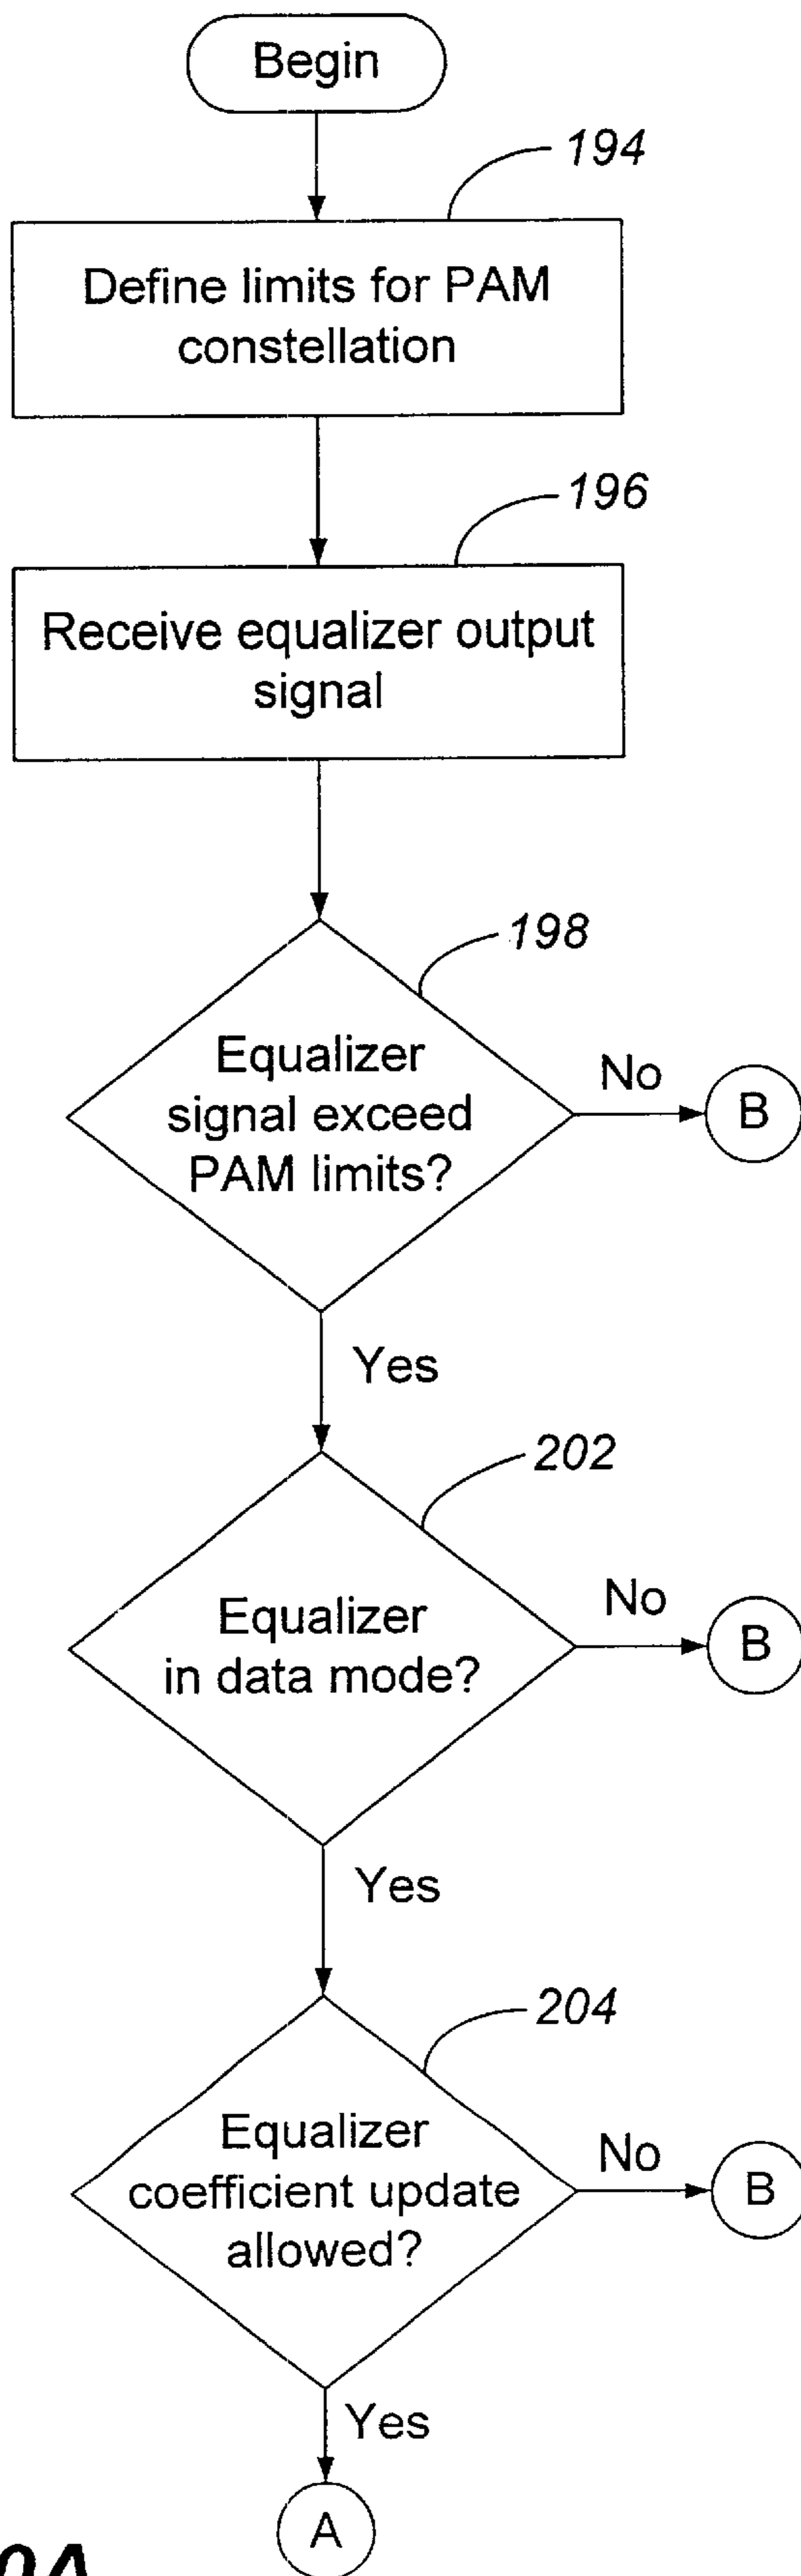 Begin
194
Define limits for PAM
constellation
196
Receive equalizer output
signal
198
Equalizer
signal exceed
PAM limits?
No
B
Yes
202
Equalizer
in data mode?
No
B
Yes
204
Equalizer
coefficient update
allowed?
No
B
Yes
A